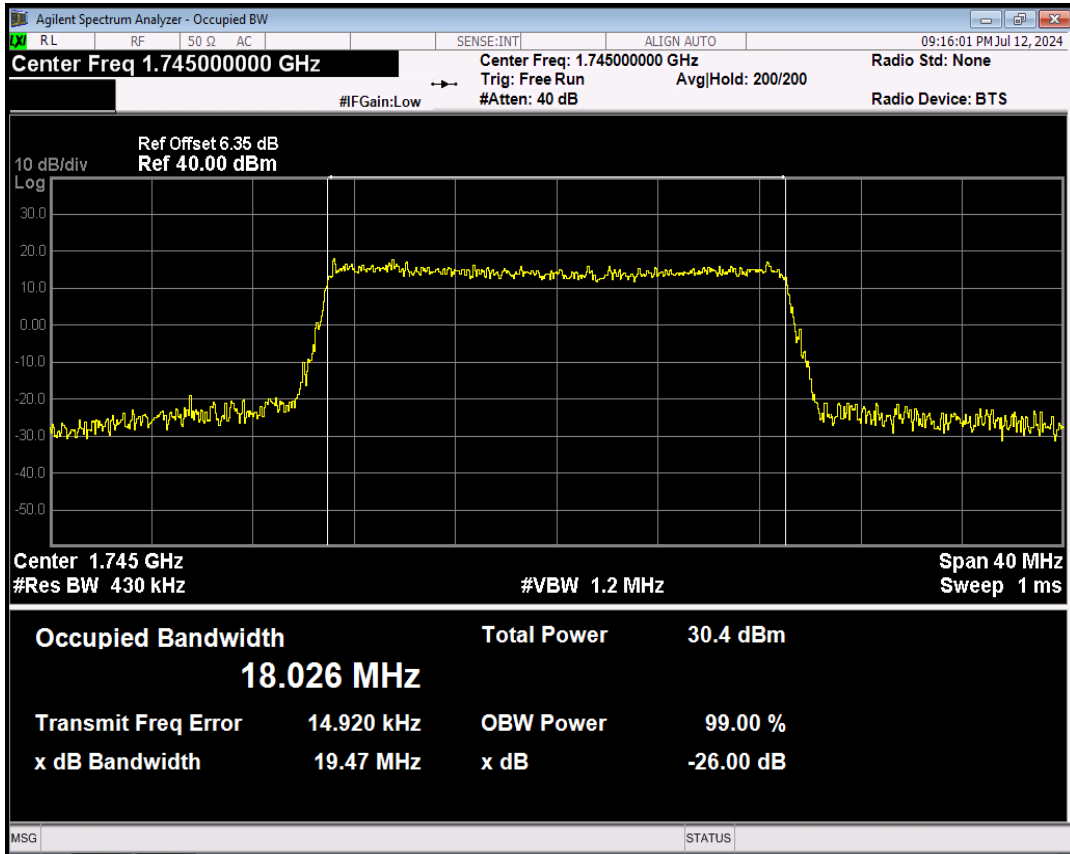 Agilent Spectrum Analyzer - Occupied BW
LXI RL RF 50 Ω AC SENSE:INT ALIGN AUTO 09:16:01 PM Jul 12, 2024
Center Freq 1.745000000 GHz Center Freq: 1.745000000 GHz Radio Std: None
Trig: Free Run Avg|Hold: 200/200
#IFGain:Low #Atten: 40 dB Radio Device: BTS
Ref Offset 6.35 dB
10 dB/div Ref 40.00 dBm
Log
30.0
20.0
10.0
0.00
-10.0
-20.0
-30.0
-40.0
-50.0
Center 1.745 GHz Span 40 MHz
#Res BW 430 kHz #VBW 1.2 MHz Sweep 1 ms
Occupied Bandwidth Total Power 30.4 dBm
18.026 MHz
Transmit Freq Error 14.920 kHz OBW Power 99.00 %
x dB Bandwidth 19.47 MHz x dB -26.00 dB
MSG STATUS